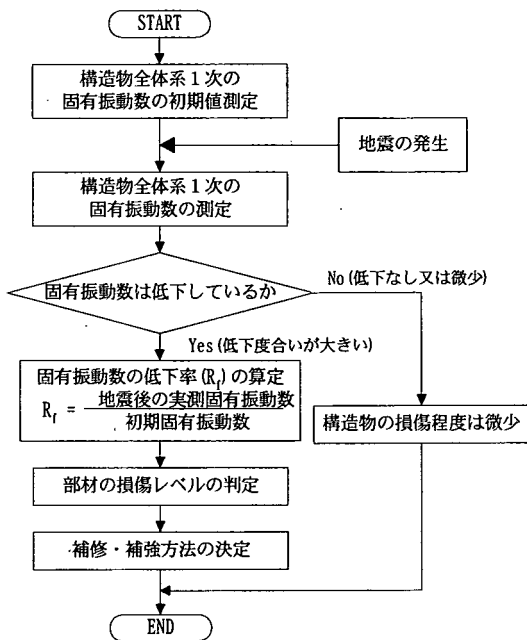 START
構造物全体系1次の
固有振動数の初期値測定
地震の発生
構造物全体系1次の
固有振動数の測定
固有振動数は低下しているか
No(低下なし又は微少)
Yes(低下度合いが大きい)
固有振動数の低下率(Rf)の算定
Rf = 地震後の実測固有振動数
初期固有振動数
構造物の損傷程度は微少
部材の損傷レベルの判定
補修・補強方法の決定
END